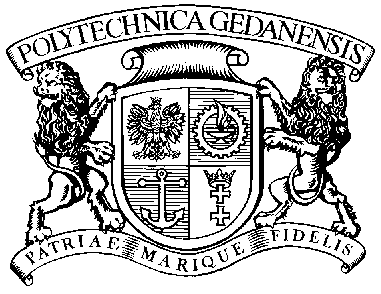 POLYTECHNICA GEDANENSIS
PATRIAE MARIQUE FIDELIS